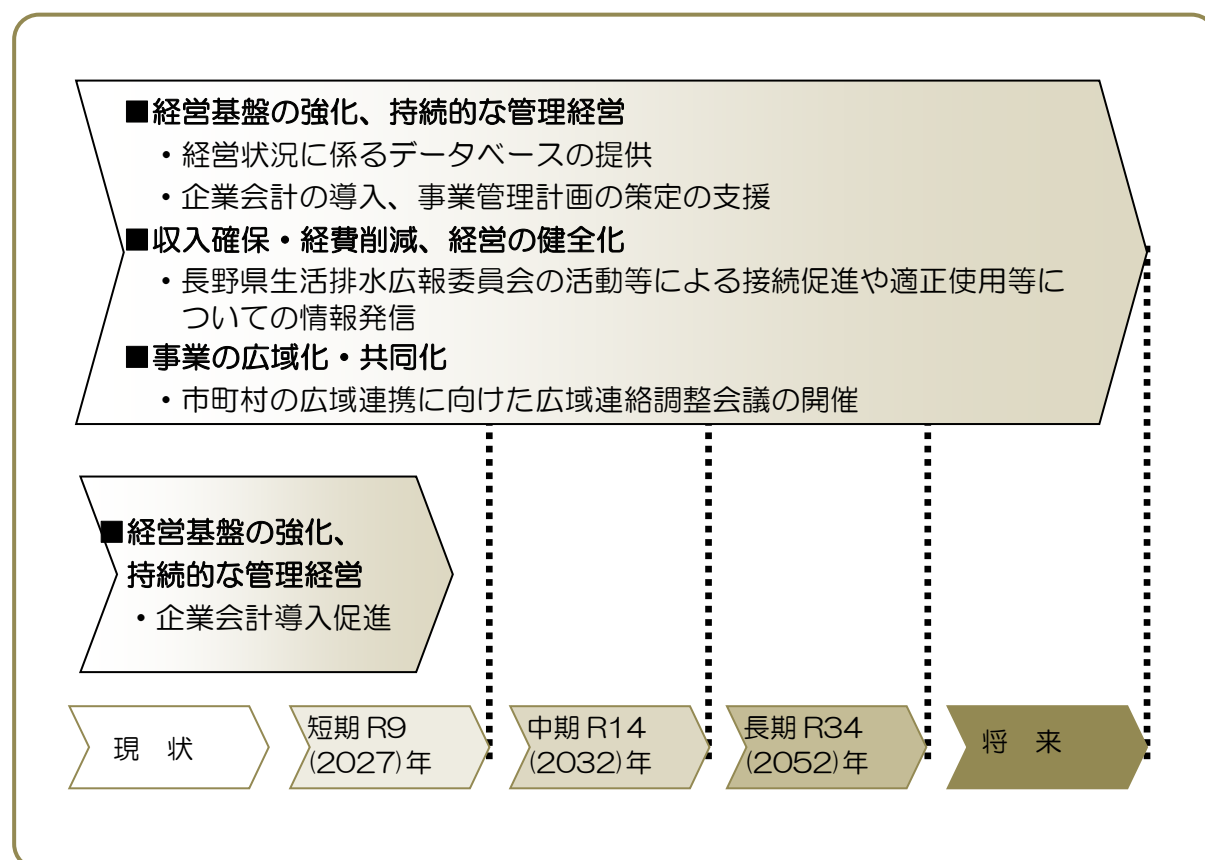 ■経営基盤の強化、持続的な管理経営
・経営状況に係るデータベースの提供
・企業会計の導入、事業管理計画の策定の支援
■収入確保・経費削減、経営の健全化
・長野県生活排水広報委員会の活動等による接続促進や適正使用等に
ついての情報発信
■事業の広域化・共同化
・市町村の広域連携に向けた広域連絡調整会議の開催
■経営基盤の強化、
持続的な管理経営
・企業会計導入促進
現　状
短期 R9
(2027)年
中期 R14
(2032)年
長期 R34
(2052)年
将　来